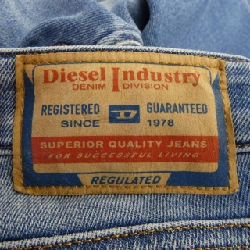 Diesel Industry
DENIM DIVISION
REGISTERED D GUARANTEED
SINCE 1978
SUPERIOR QUALITY JEANS
FOR SUCCESSFUL LIVING
REGULATED